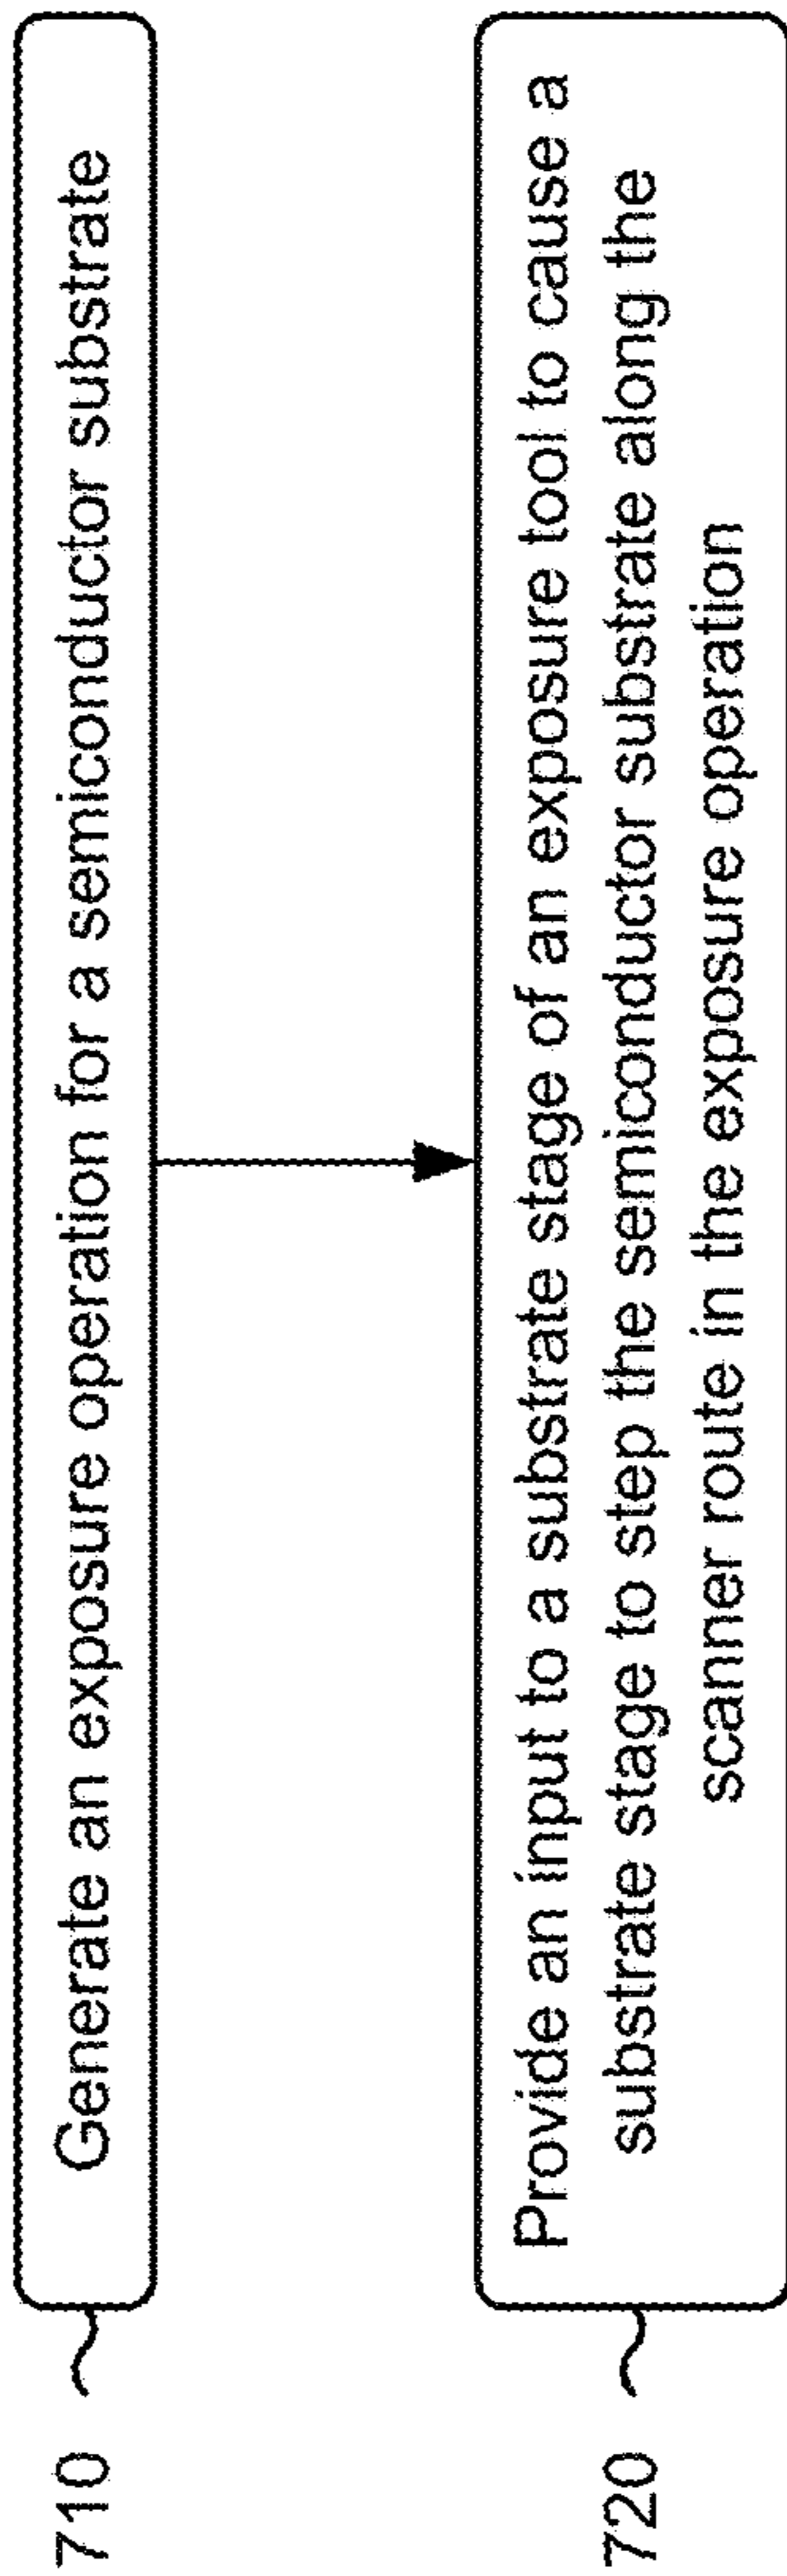 710
Generate an exposure operation for a semiconductor substrate
720
Provide an input to a substrate stage of an exposure tool to cause a
substrate stage to step the semiconductor substrate along the
scanner route in the exposure operation